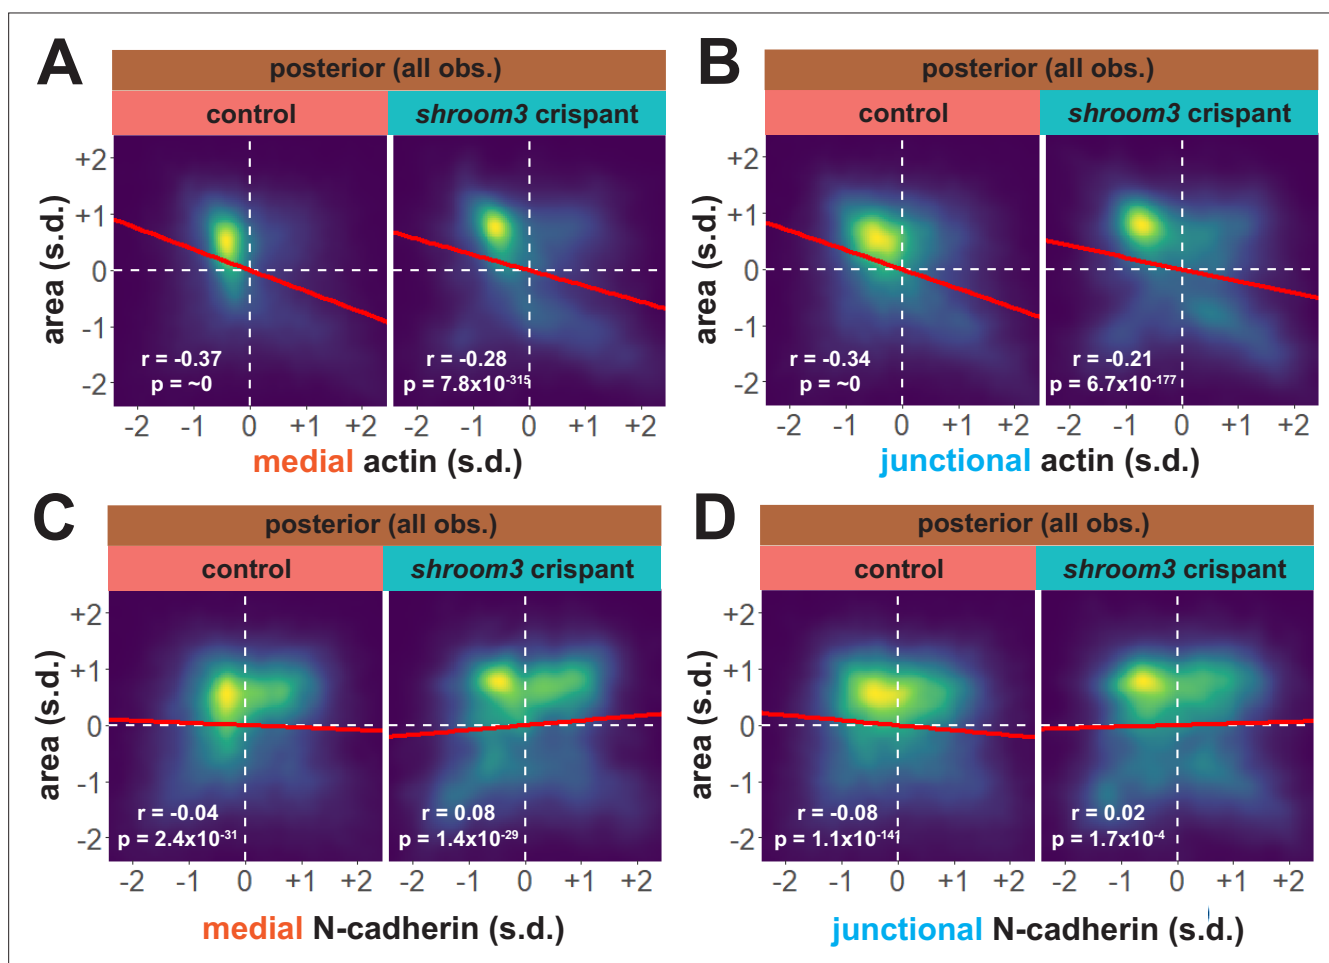 A
posterior (all obs.)
control
shroom3 crispant
+2
+1
0
-1
-2
area (s.d.)
r = -0.37
p = ~0
r = -0.28
p = 7.8x10^-315
-2 -1 0 +1 +2
-2 -1 0 +1 +2
medial actin (s.d.)
B
posterior (all obs.)
control
shroom3 crispant
+2
+1
0
-1
-2
area (s.d.)
r = -0.34
p = ~0
r = -0.21
p = 6.7x10^-177
-2 -1 0 +1 +2
-2 -1 0 +1 +2
junctional actin (s.d.)
C
posterior (all obs.)
control
shroom3 crispant
+2
+1
0
-1
-2
area (s.d.)
r = -0.04
p = 2.4x10^-31
r = 0.08
p = 1.4x10^-29
-2 -1 0 +1 +2
-2 -1 0 +1 +2
medial N-cadherin (s.d.)
D
posterior (all obs.)
control
shroom3 crispant
+2
+1
0
-1
-2
area (s.d.)
r = -0.08
p = 1.1x10^-141
r = 0.02
p = 1.7x10^-4
-2 -1 0 +1 +2
-2 -1 0 +1 +2
junctional N-cadherin (s.d.)